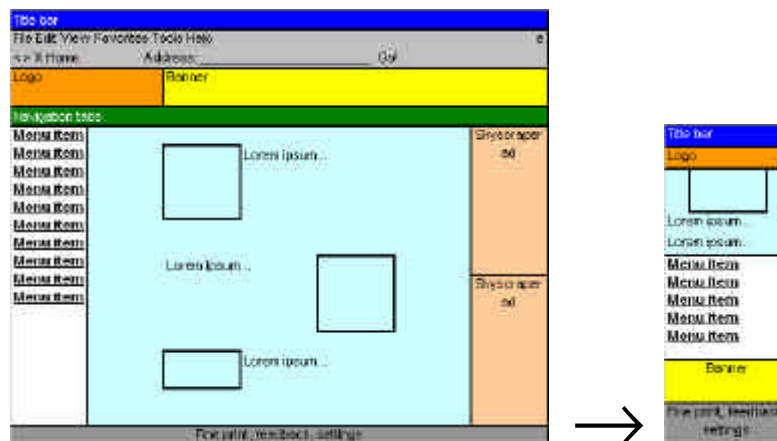 Title bar
File Edit View Favorites Tools Help e
<> X Home Address: Go!
Logo
Banner
Navigation tabs
Menu Item
Menu Item
Menu Item
Menu Item
Menu Item
Menu Item
Menu Item
Menu Item
Menu Item
Menu Item
Lorem ipsum...
Lorem ipsum...
Lorem ipsum...
Skyscraper
ad
Skyscraper
ad
Fine print, feedback, settings
Title bar
Logo
Lorem ipsum...
Lorem ipsum...
Menu Item
Menu Item
Menu Item
Menu Item
Menu Item
Banner
Fine print, feedback
settings